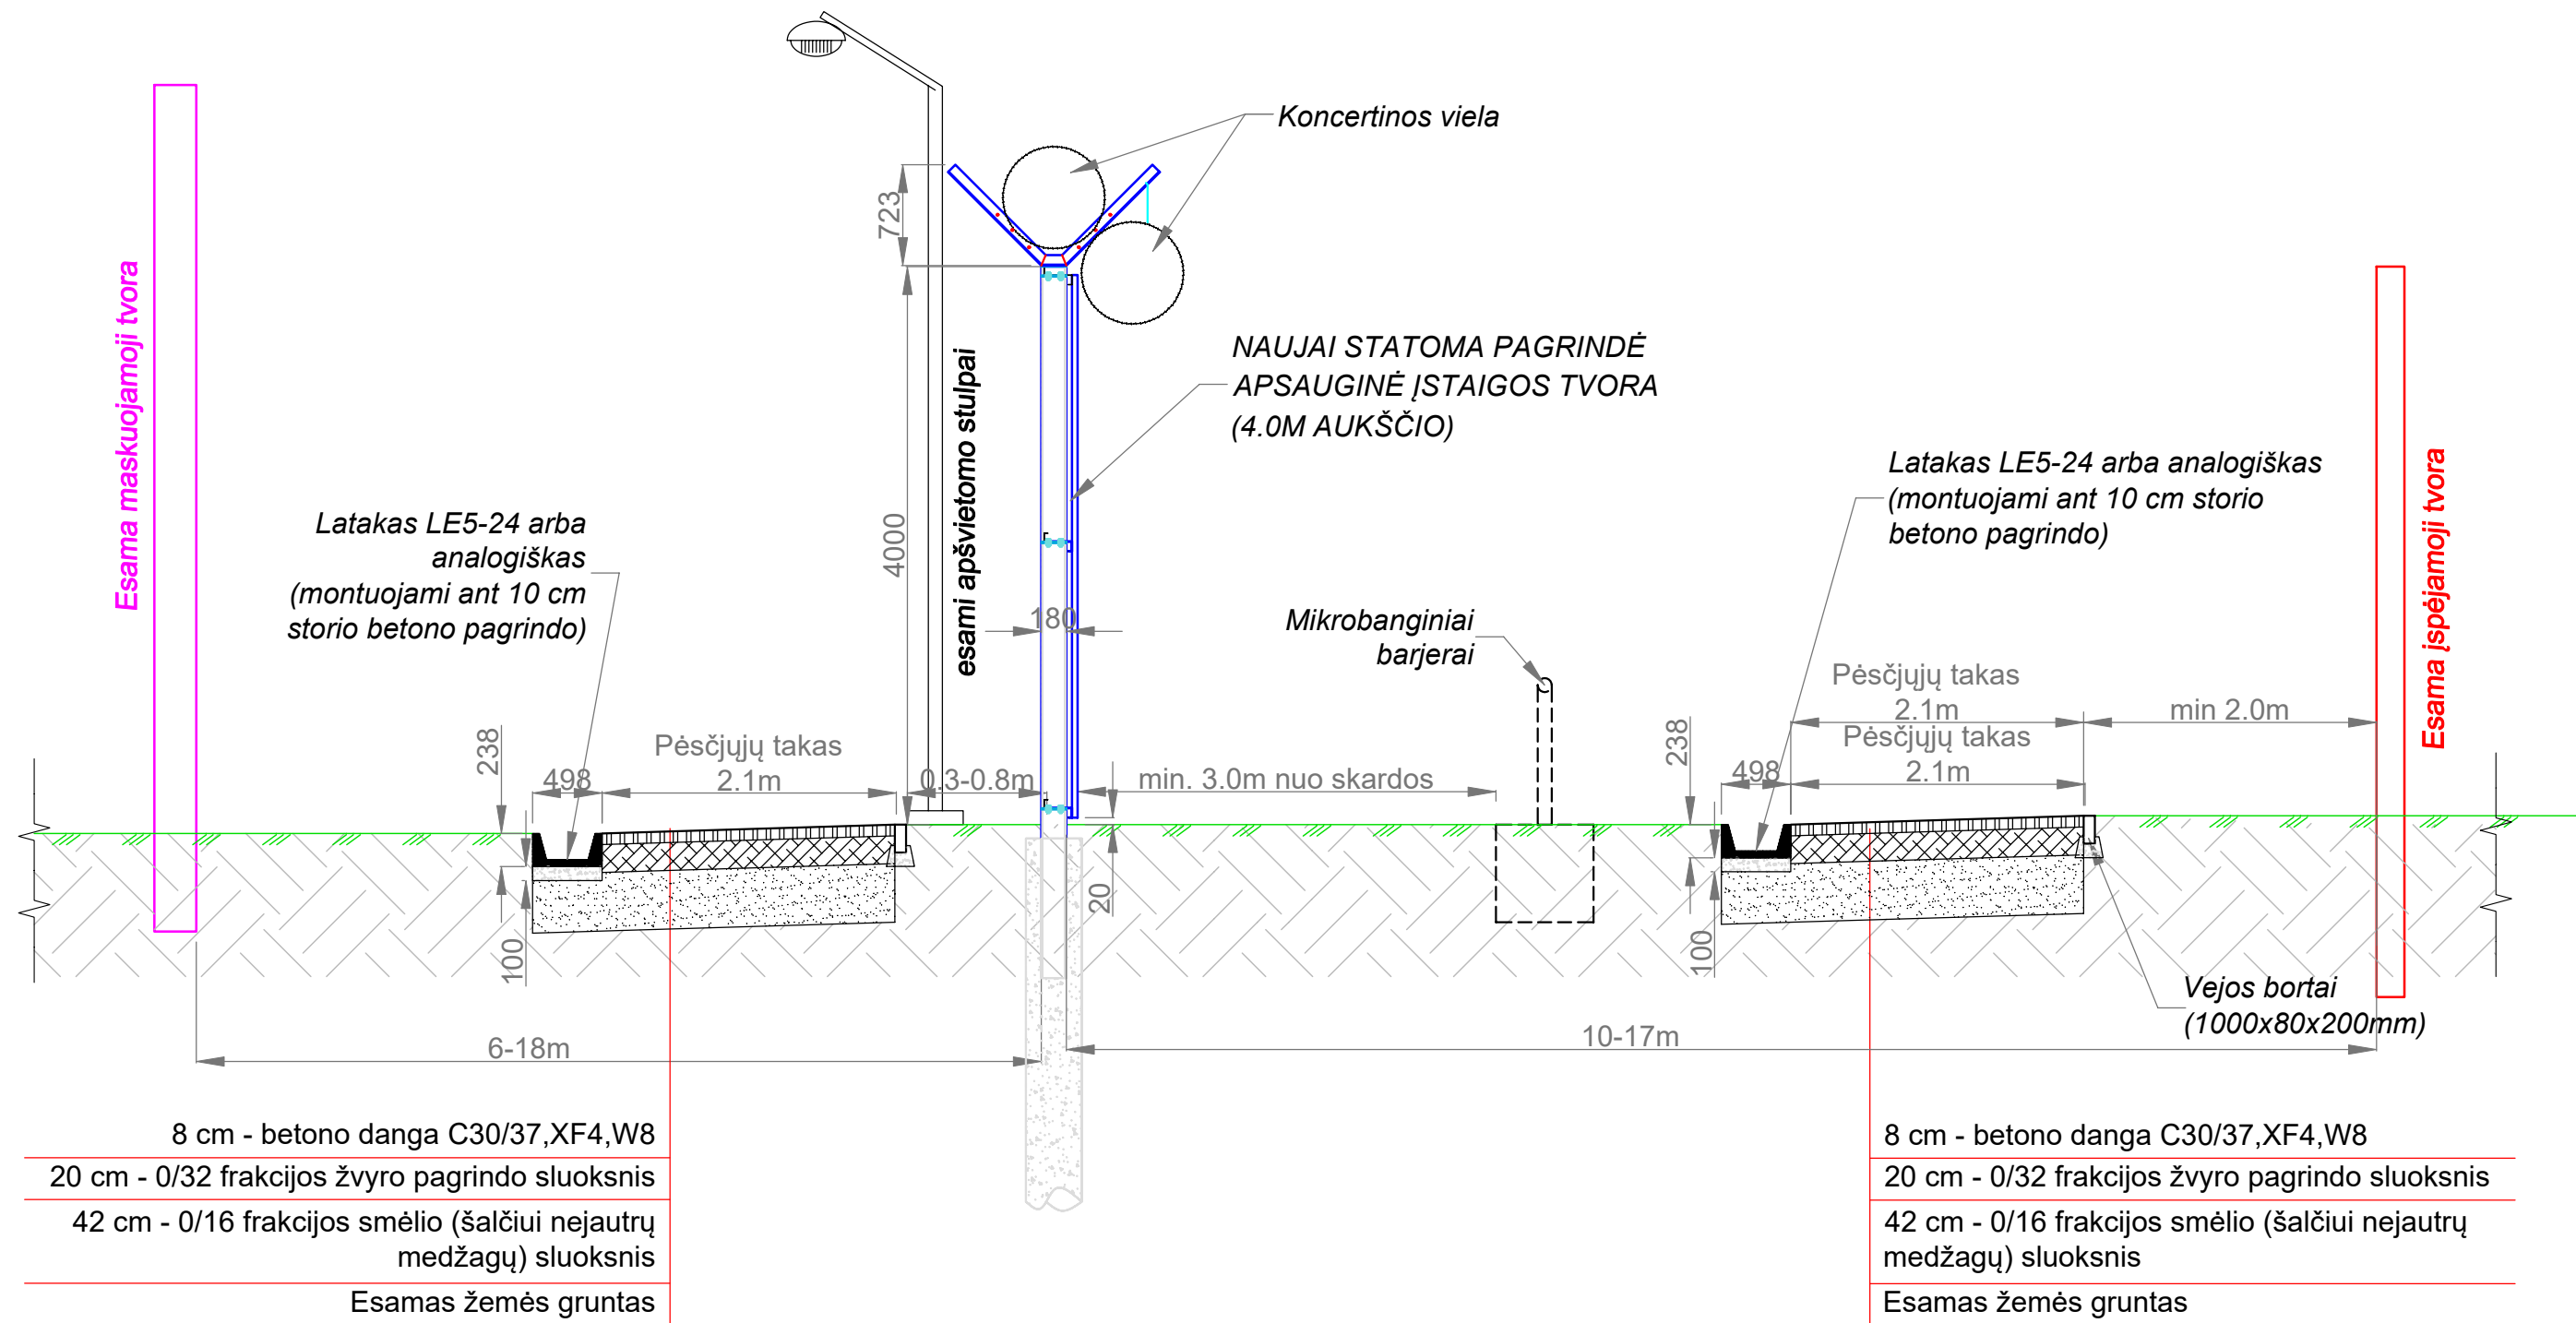 Koncertinos viela
723
Esama maskuojamoji tvora
NAUJAI STATOMA PAGRINDĖ
APSAUGINĖ ĮSTAIGOS TVORA
(4.0M AUKŠČIO)
esami apšvietomo stulpai
4000
Latakas LE5-24 arba
analogiškas
(montuojami ant 10 cm
storio betono pagrindo)
Latakas LE5-24 arba analogiškas
(montuojami ant 10 cm storio
betono pagrindo)
Esama įspėjamoji tvora
180
Mikrobanginiai
barjerai
Pėsčjųjų takas
2.1m
min 2.0m
Pėsčjųjų takas
2.1m
238
498
Pėsčjųjų takas
2.1m
0.3-0.8m
min. 3.0m nuo skardos
238
498
20
100
100
Vejos bortai
(1000x80x200mm)
6-18m
10-17m
8 cm - betono danga C30/37,XF4,W8
20 cm - 0/32 frakcijos žvyro pagrindo sluoksnis
42 cm - 0/16 frakcijos smėlio (šalčiui nejautrų
medžagų) sluoksnis
Esamas žemės gruntas
8 cm - betono danga C30/37,XF4,W8
20 cm - 0/32 frakcijos žvyro pagrindo sluoksnis
42 cm - 0/16 frakcijos smėlio (šalčiui nejautrų
medžagų) sluoksnis
Esamas žemės gruntas